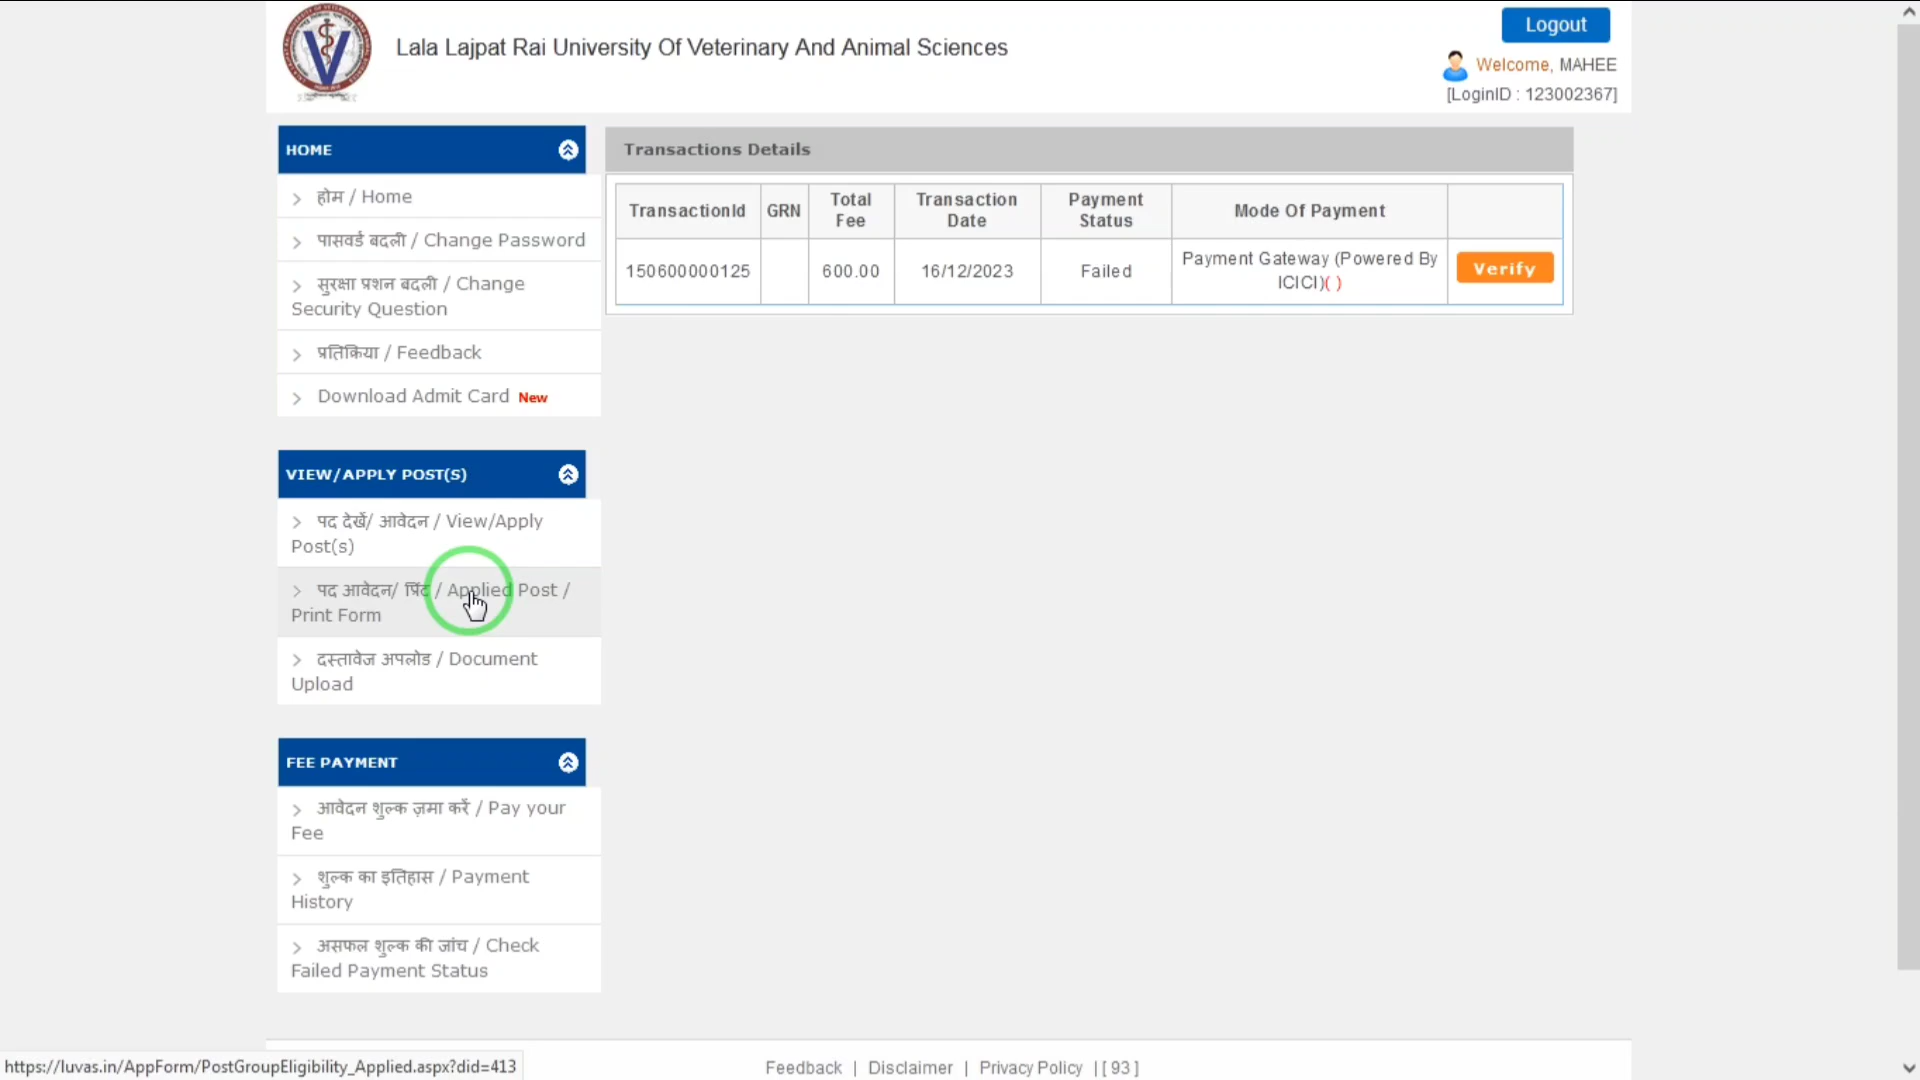 Lala Lajpat Rai University Of Veterinary And Animal Sciences
Logout
Welcome, MAHEE
[LoginID : 123002367]
HOME
होम / Home
पासवर्ड बदली / Change Password
सुरक्षा प्रशन बदली / Change
Security Question
प्रतिक्रिया / Feedback
Download Admit Card New
VIEW/APPLY POST(S)
पद देखें/ आवेदन / View/Apply
Post(s)
पद आवेदन/ प्रिंट / Applied Post /
Print Form
दस्तावेज अपलोड / Document
Upload
FEE PAYMENT
आवेदन शुल्क ज़मा करें / Pay your
Fee
शुल्क का इतिहास / Payment
History
असफल शुल्क की जांच / Check
Failed Payment Status
Transactions Details
TransactionId GRN Total Fee Transaction Date Payment Status Mode Of Payment
150600000125 600.00 16/12/2023 Failed Payment Gateway (Powered By
ICICI)( ) Verify
Feedback | Disclaimer | Privacy Policy |[ 93 ]
https://luvas.in/AppForm/PostGroupEligibility_Applied.aspx?did=413